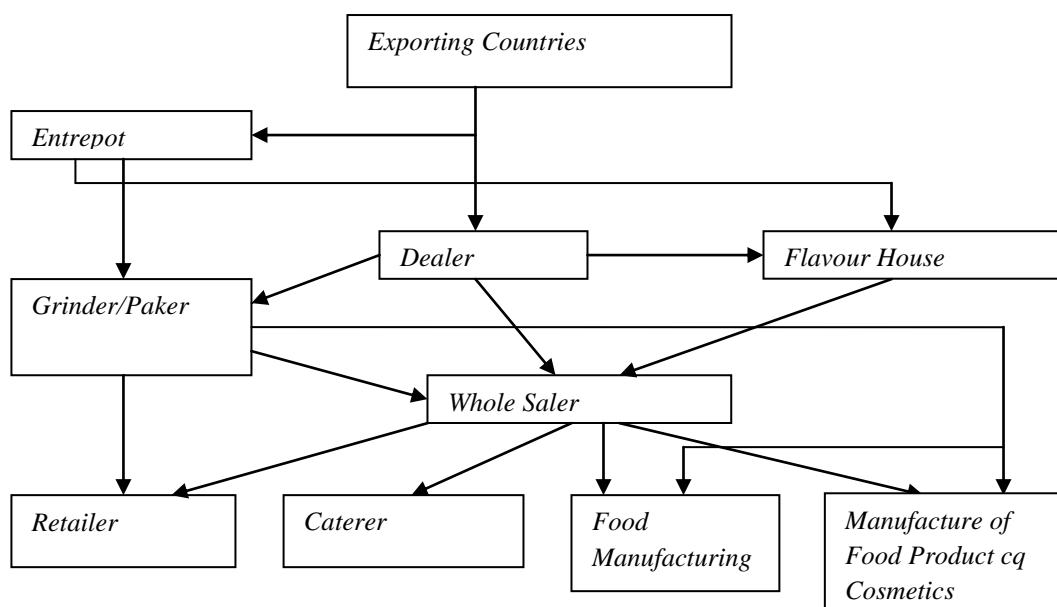 Exporting Countries
Entrepot
Dealer
Flavour House
Grinder/Paker
Whole Saler
Retailer
Caterer
Food
Manufacturing
Manufacture of
Food Product cq
Cosmetics